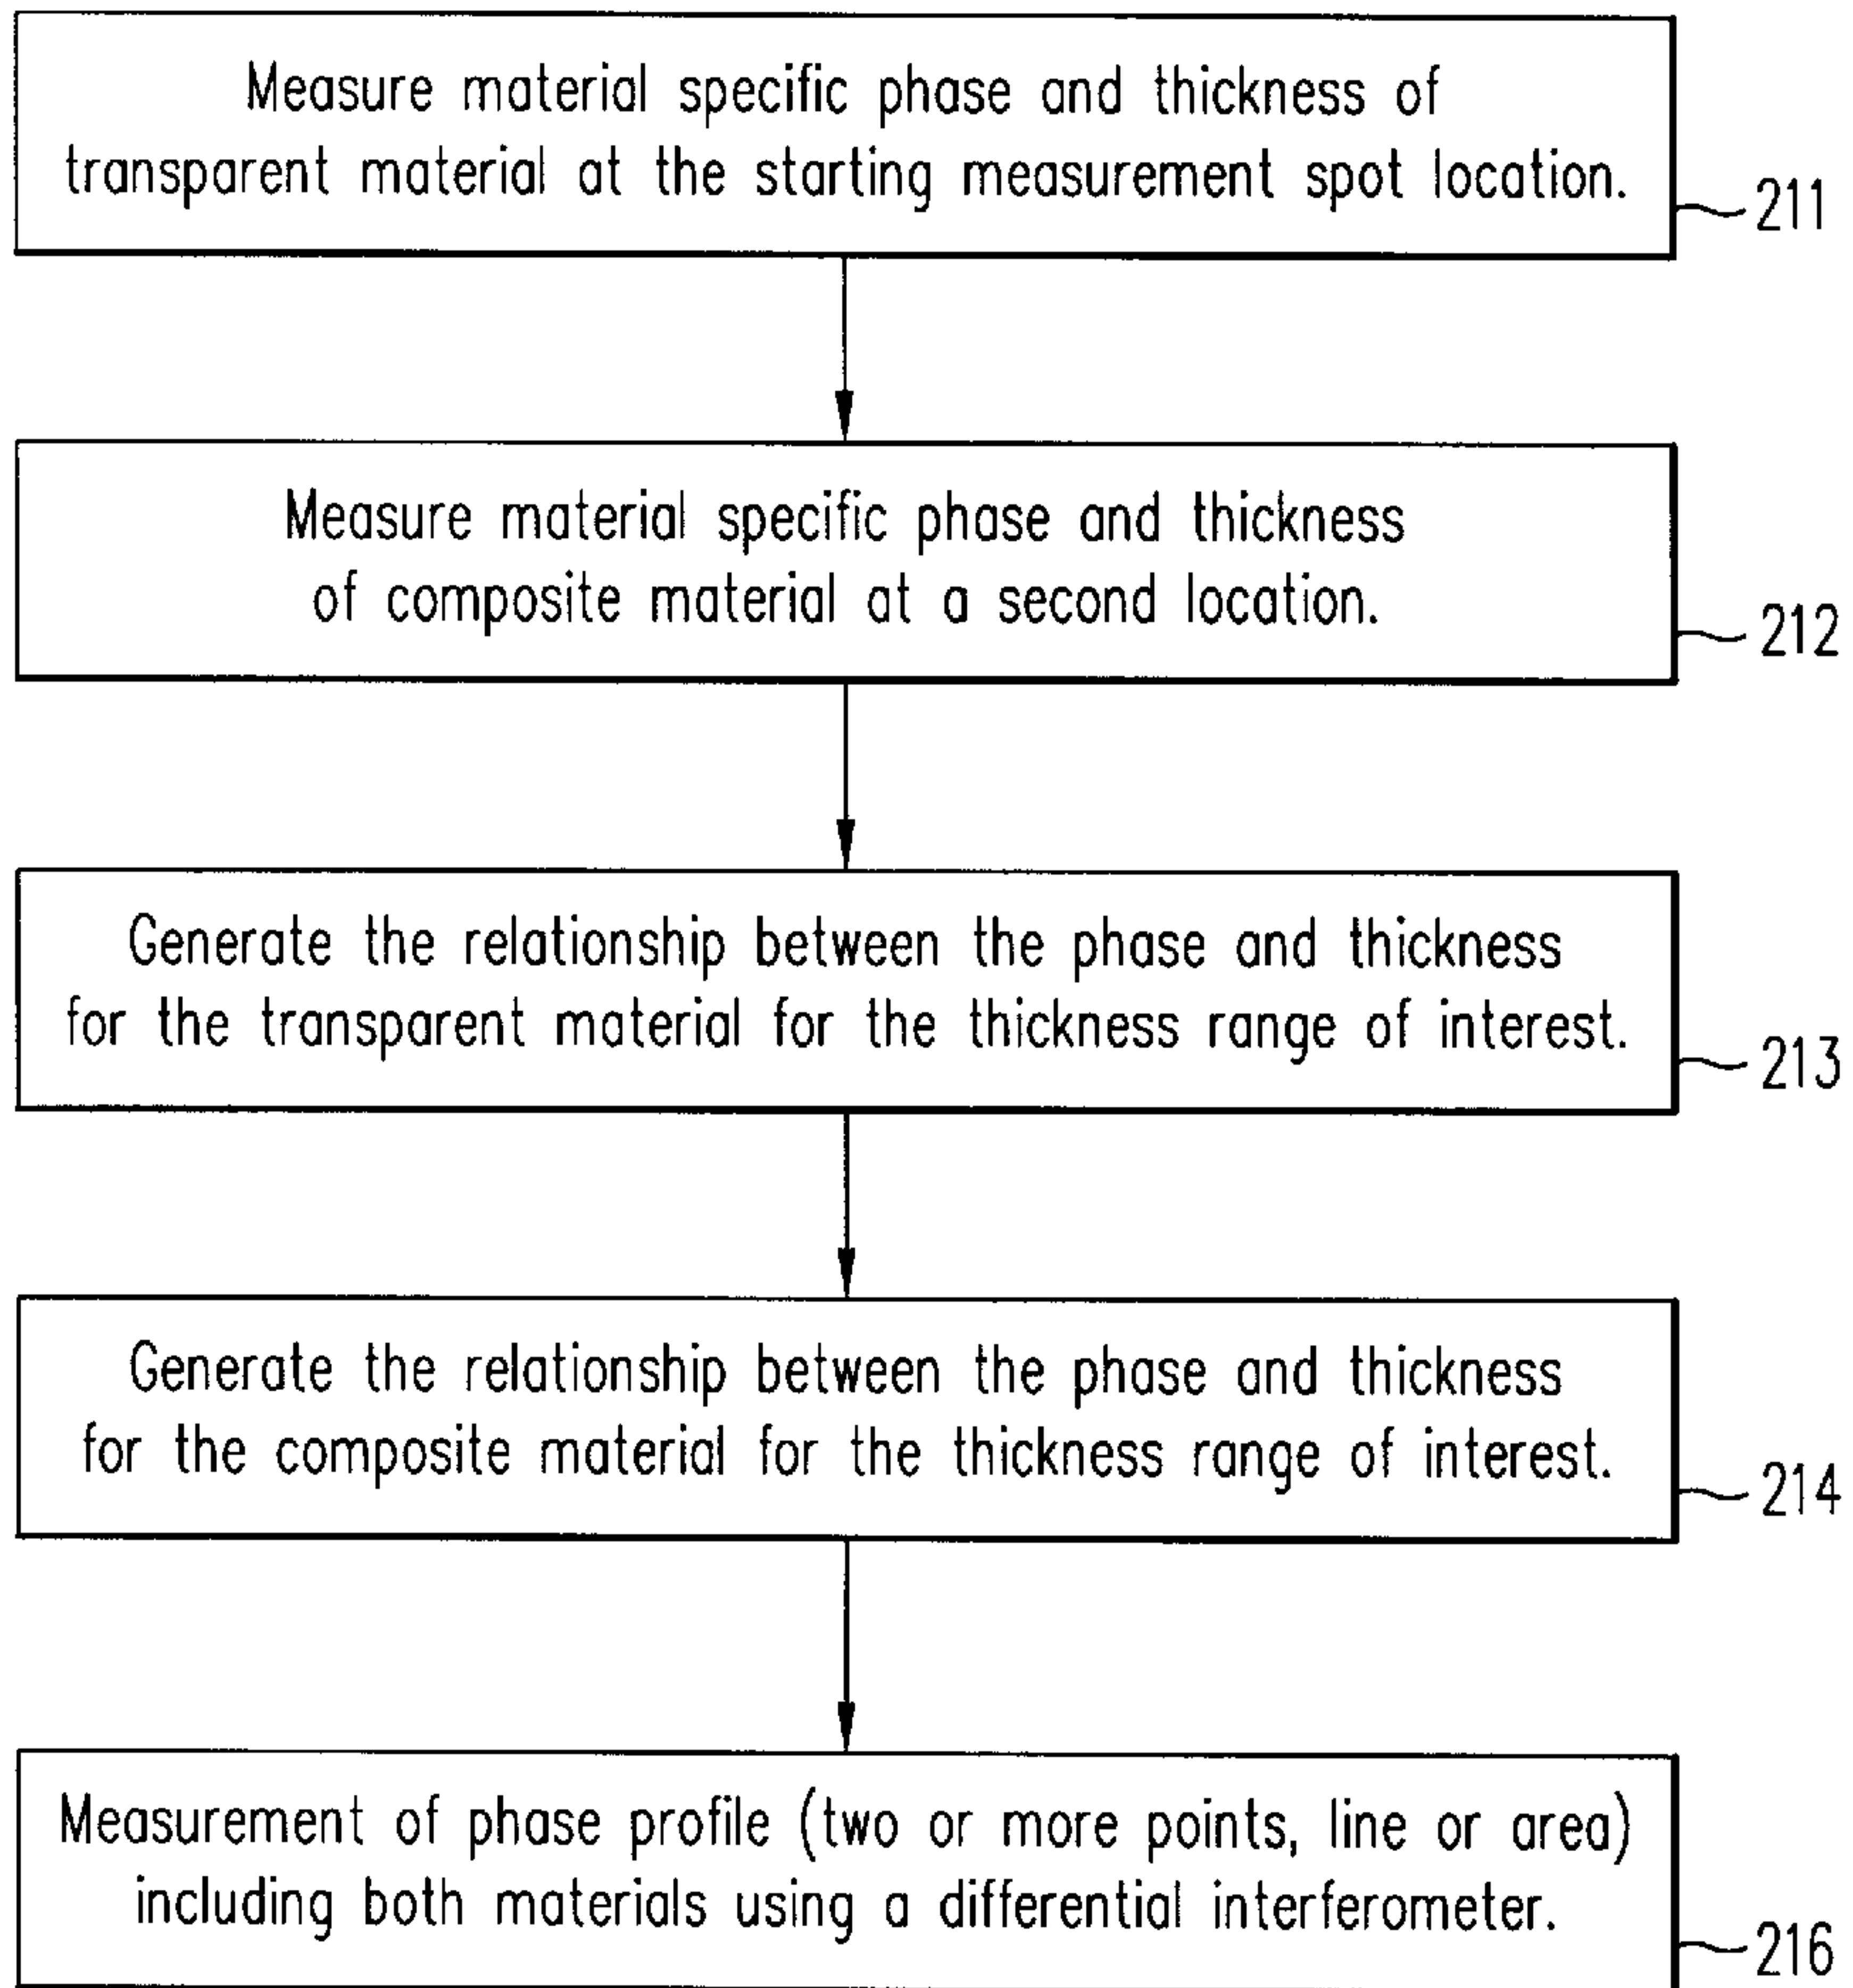 Measure material specific phase and thickness of
transparent material at the starting measurement spot location.
211
Measure material specific phase and thickness
of composite material at a second location.
212
Generate the relationship between the phase and thickness
for the transparent material for the thickness range of interest.
213
Generate the relationship between the phase and thickness
for the composite material for the thickness range of interest.
214
Measurement of phase profile (two or more points, line or area)
including both materials using a differential interferometer.
216